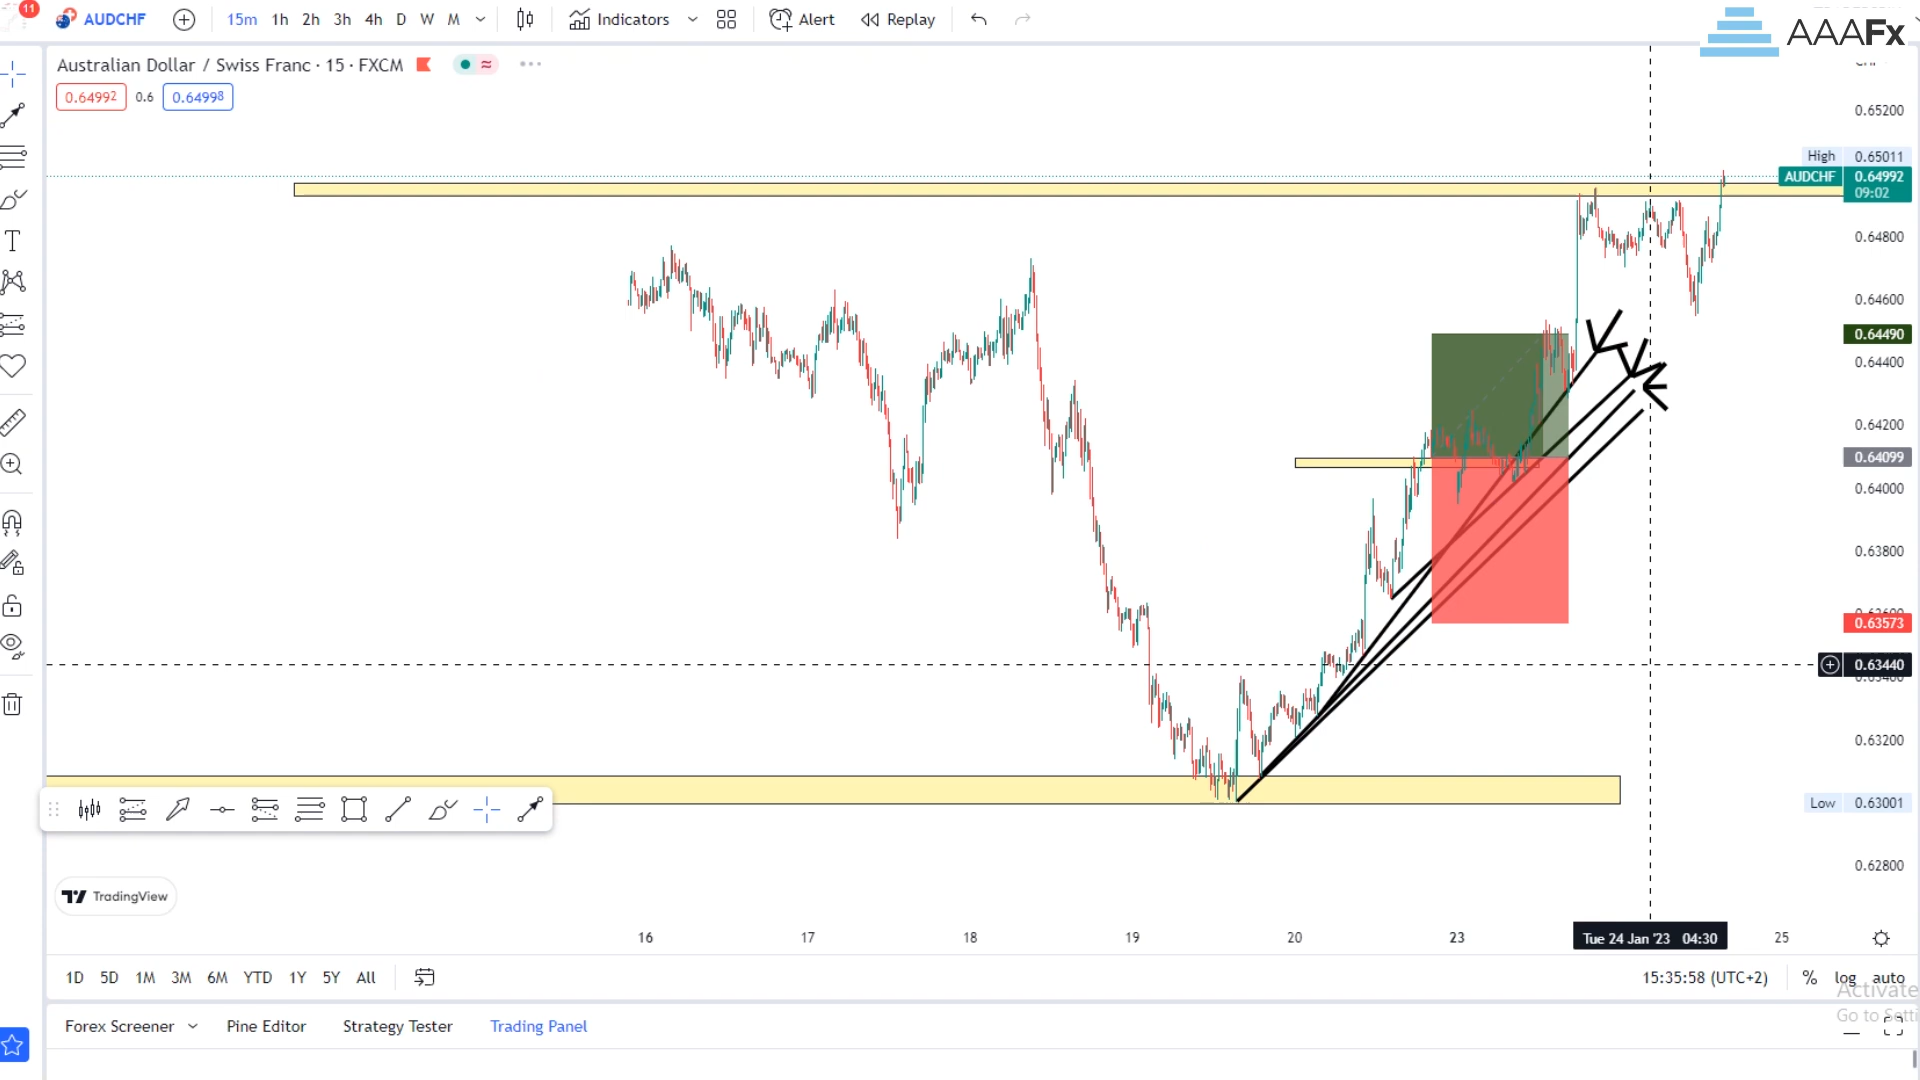 11
AUDCHF
15m 1h 2h 3h 4h D W M
Indicators
Alert
Replay
AAAFx
Australian Dollar / Swiss Franc · 15 · FXCM
0.64992 0.6 0.64998
0.65200
High 0.65011
AUDCHF 0.64992
09:02
0.64800
0.64600
0.64490
0.64400
0.64200
0.64099
0.64000
0.63800
0.63573
0.63440
0.63200
Low 0.63001
0.62800
TradingView
16 17 18 19 20 23 Tue 24 Jan '23 04:30 25
1D 5D 1M 3M 6M YTD 1Y 5Y All
15:35:58 (UTC+2) % log auto
Activate
Go to Setti
Forex Screener Pine Editor Strategy Tester Trading Panel